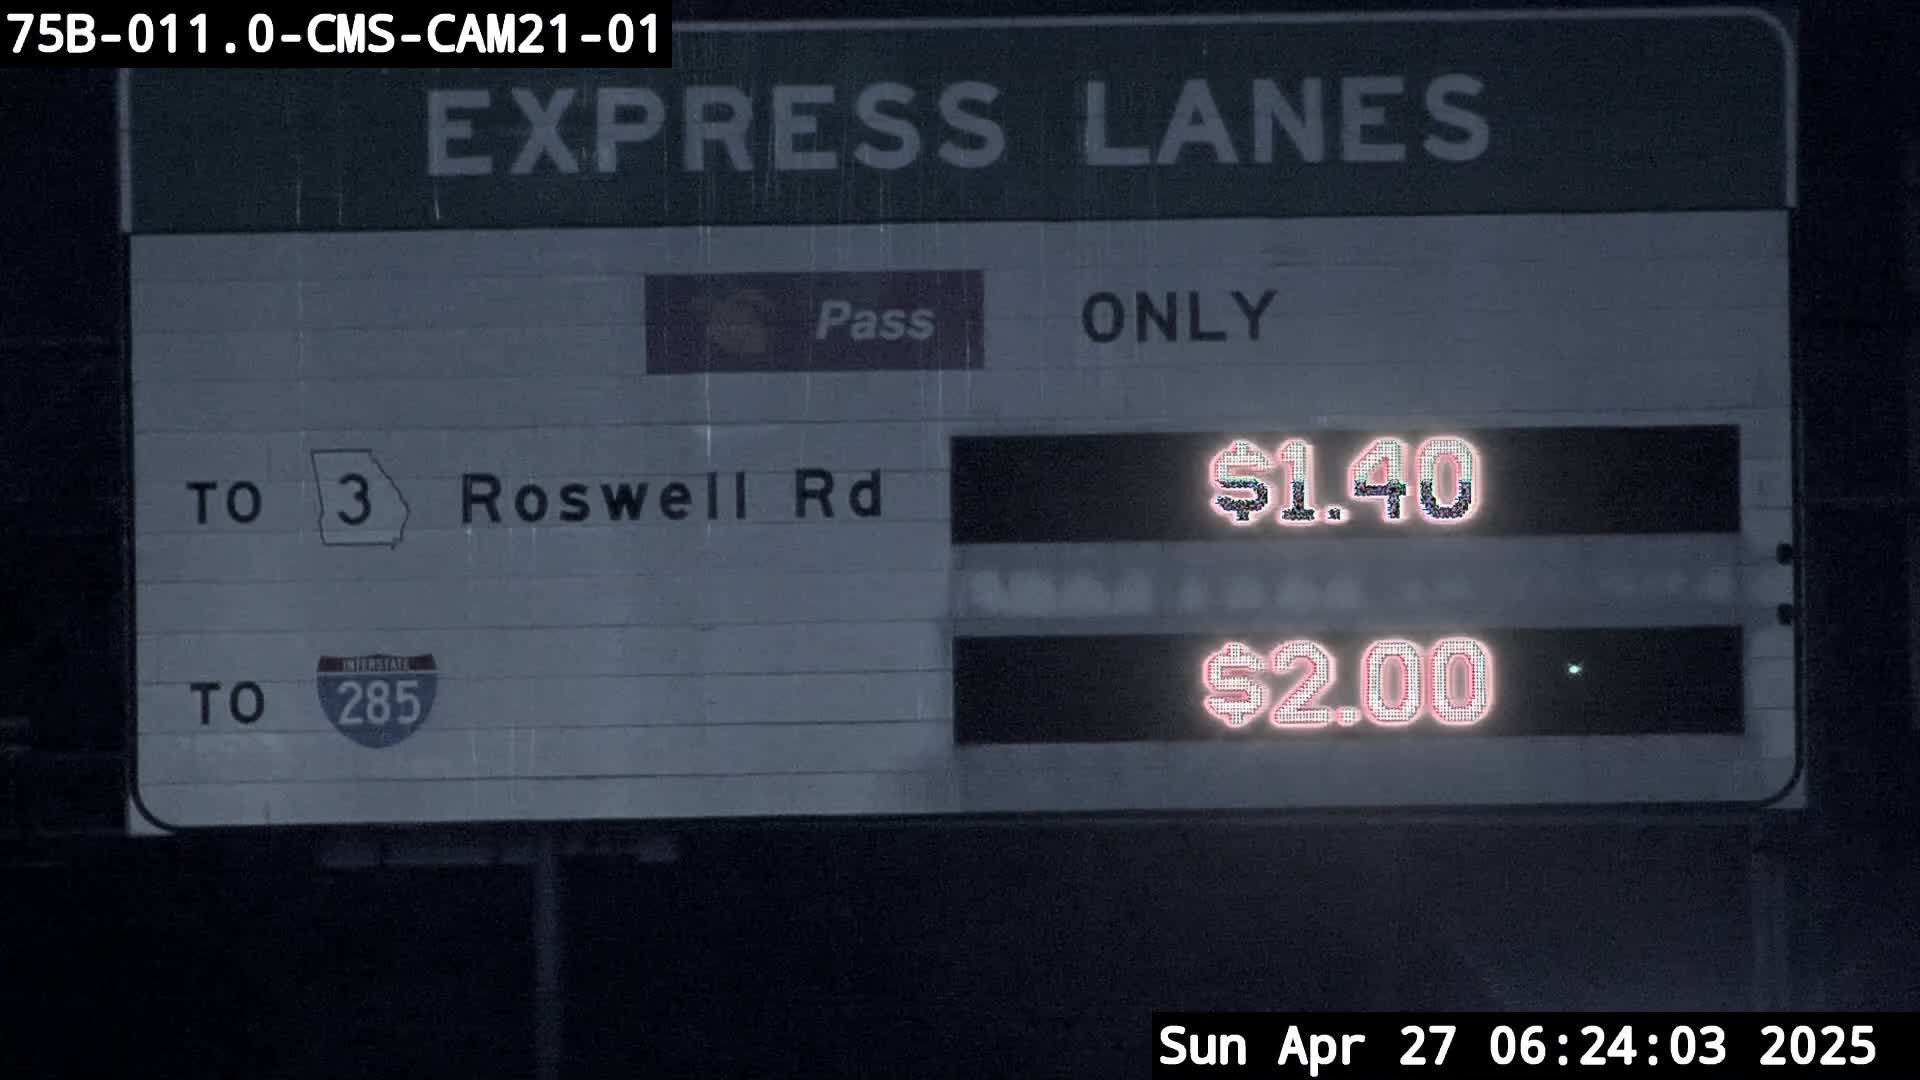 75B-011.0-CMS-CAM21-01
EXPRESS LANES
Pass ONLY
TO 3 Roswell Rd $1.40
INTERSTATE
TO 285 $2.00
Sun Apr 27 06:24:03 2025